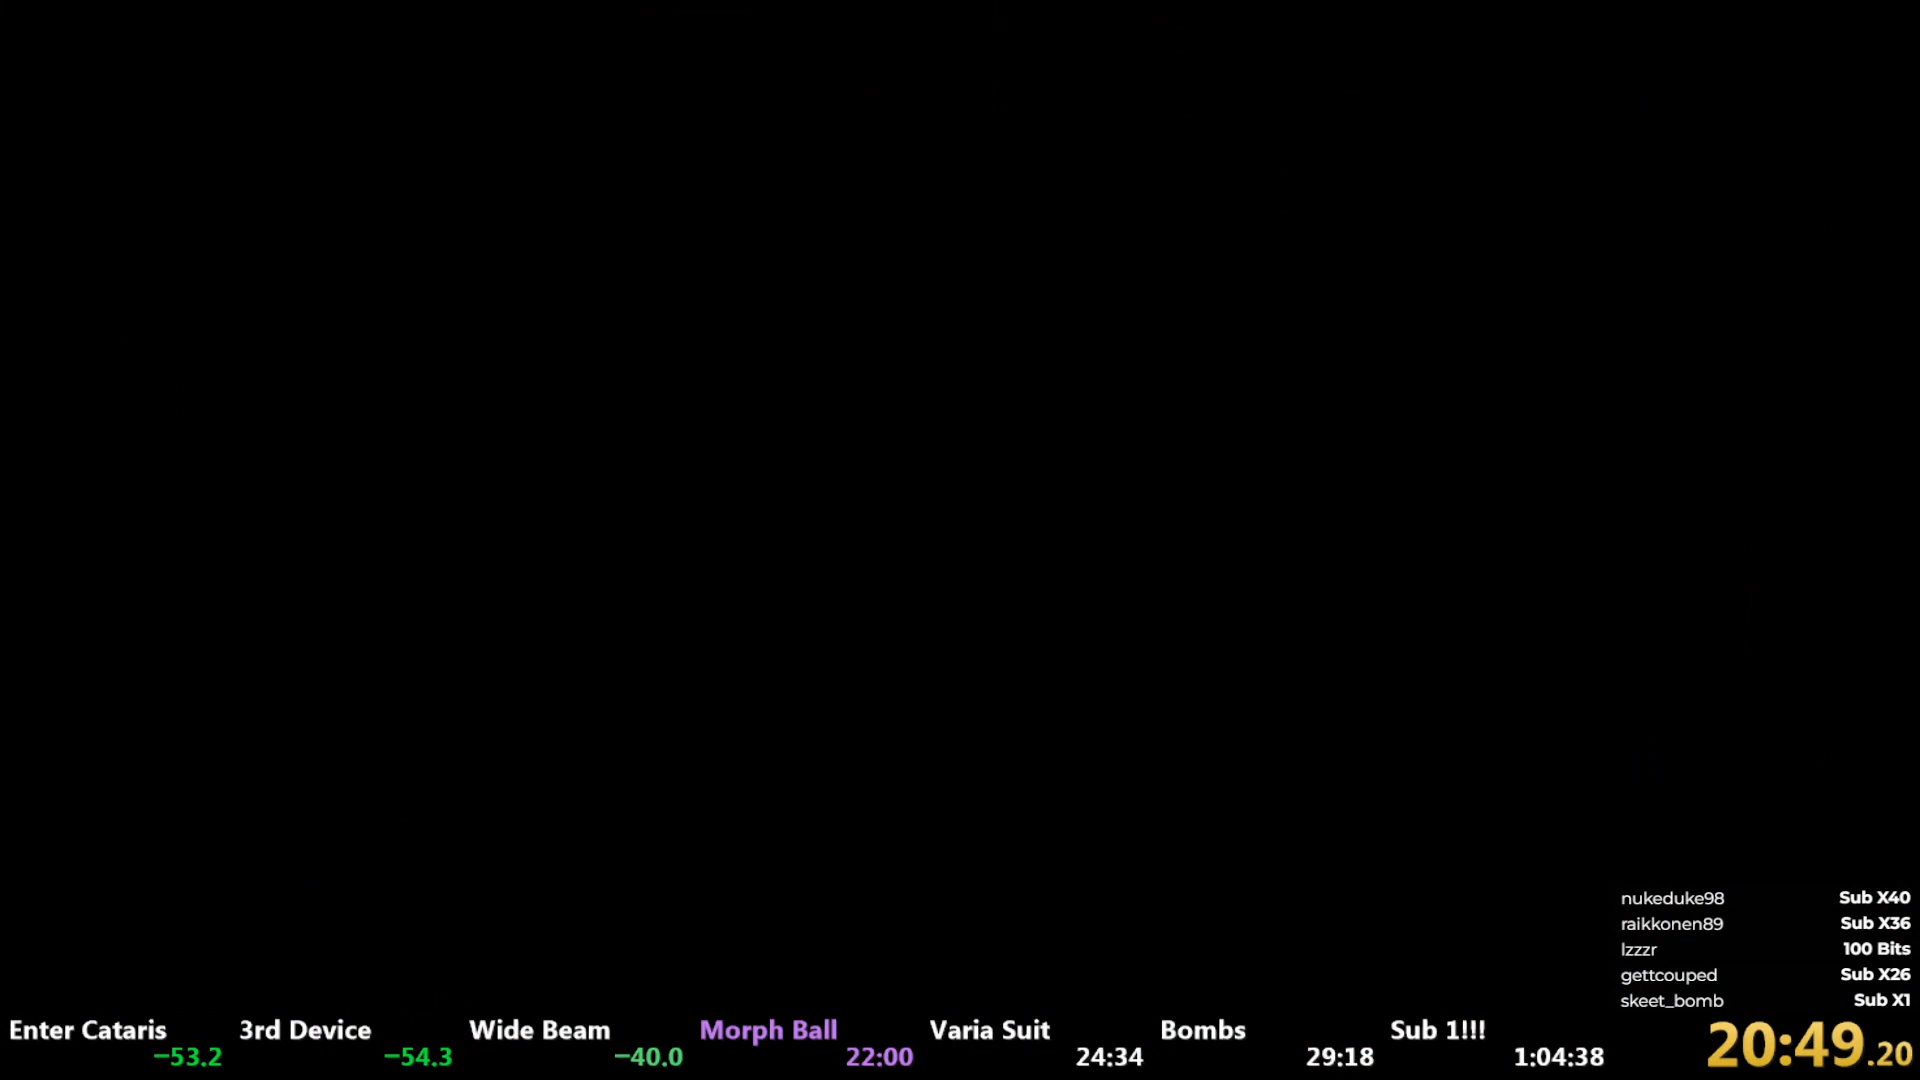 nukeduke98 Sub X40
raikkonen89 Sub X36
lzzzr 100 Bits
gettcouped Sub X26
skeet_bomb Sub X1
Enter Cataris 3rd Device Wide Beam Morph Ball Varia Suit Bombs Sub 1!!!
−53.2 −54.3 −40.0 22:00 24:34 29:18 1:04:38
20:49.20